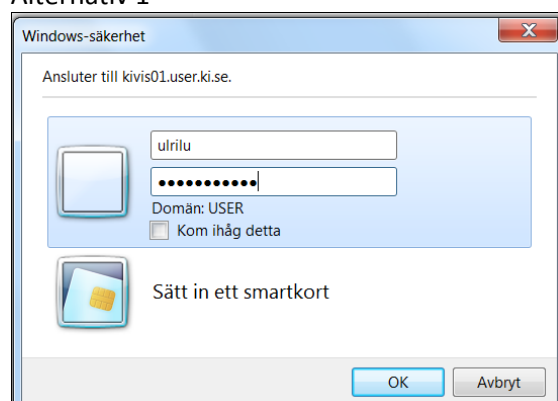 Alternativ 1
Windows-säkerhet
Ansluter till kivis01.user.ki.se.
ulrilu
●●●●●●●●●●●
Domän: USER
Kom ihåg detta
Sätt in ett smartkort
OK
Avbryt